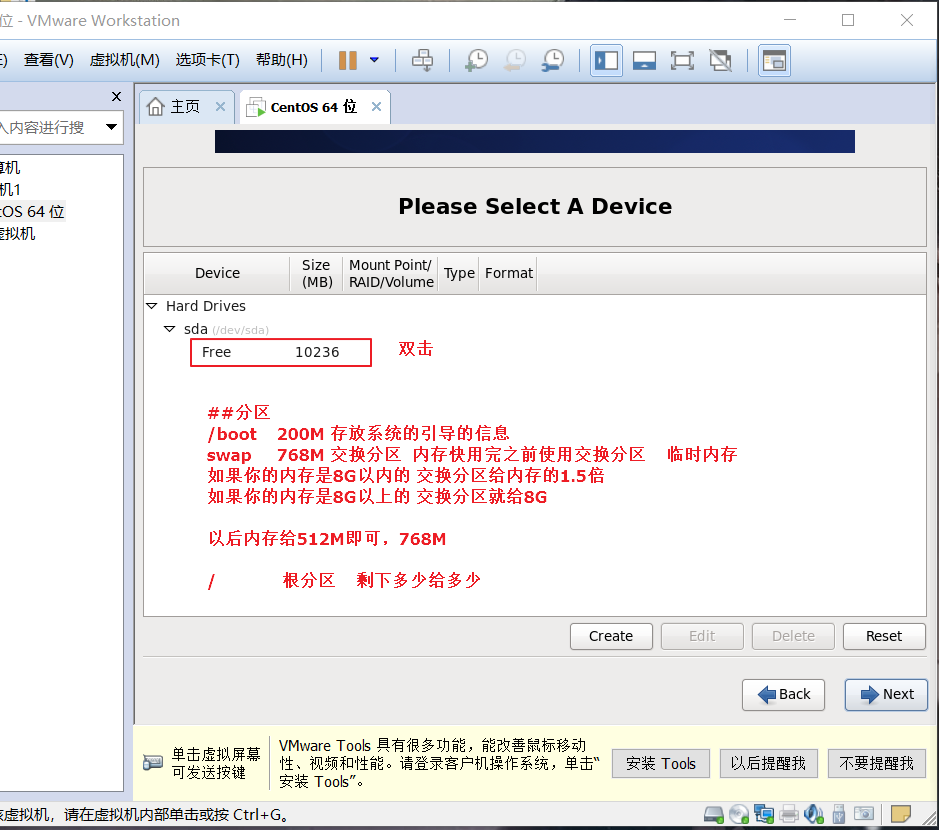 位 - VMware Workstation
查看(V) 虚拟机(M) 选项卡(T) 帮助(H)
入内容进行搜
主页
CentOS 64 位
算机
机1
tOS 64 位
虚拟机
Please Select A Device
Device Size (MB) Mount Point/ RAID/Volume Type Format
Hard Drives
sda (/dev/sda)
Free 10236 双击
##分区
/boot 200M 存放系统的引导的信息
swap 768M 交换分区 内存快用完之前使用交换分区 临时内存
如果你的内存是8G以内的 交换分区给内存的1.5倍
如果你的内存是8G以上的 交换分区就给8G
以后内存给512M即可，768M
/ 根分区 剩下多少给多少
Create Edit Delete Reset
Back Next
单击虚拟屏幕
可发送按键
VMware Tools 具有很多功能，能改善鼠标移动
性、视频和性能。请登录客户机操作系统，单击“
安装 Tools”。
安装 Tools 以后提醒我 不要提醒我
亥虚拟机，请在虚拟机内部单击或按 Ctrl+G。